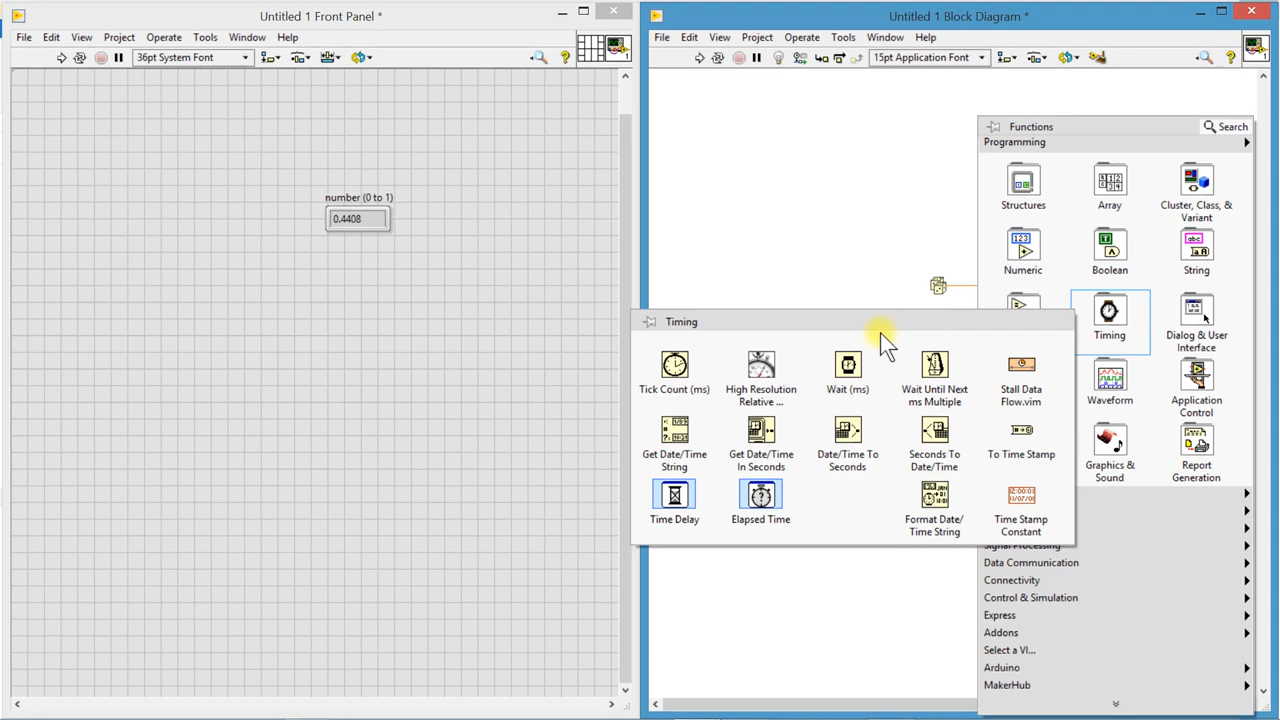 Untitled 1 Front Panel *
File Edit View Project Operate Tools Window Help
36pt System Font
number (0 to 1)
0.4408
Untitled 1 Block Diagram *
File Edit View Project Operate Tools Window Help
15pt Application Font
Functions Search
Programming
Structures Array Cluster, Class, &
Variant
Numeric Boolean String
Timing Dialog & User
Interface
Waveform Application
Control
Graphics & Report
Sound Generation
Signal Processing
Data Communication
Connectivity
Control & Simulation
Express
Addons
Select a VI...
Arduino
MakerHub
Timing
Tick Count (ms) High Resolution Wait (ms) Wait Until Next Stall Data
Relative ... ms Multiple Flow.vim
Get Date/Time Get Date/Time Date/Time To Seconds To To Time Stamp
String In Seconds Seconds Date/Time
Time Delay Elapsed Time Format Date/ Time Stamp
Time String Constant